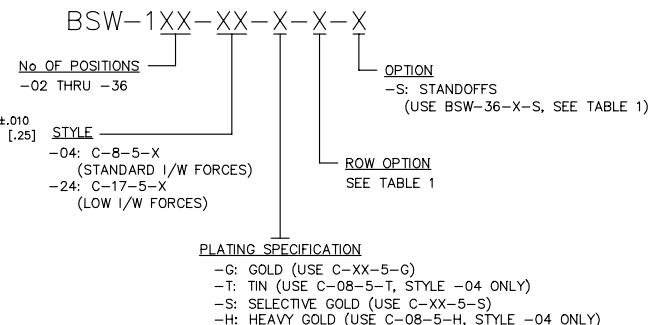 BSW-1XX-XX-X-X-X
No OF POSITIONS
-02 THRU -36
OPTION
-S: STANDOFFS
(USE BSW-36-X-S, SEE TABLE 1)
±.010
[.25]
STYLE
-04: C-8-5-X
(STANDARD I/W FORCES)
-24: C-17-5-X
(LOW I/W FORCES)
ROW OPTION
SEE TABLE 1
PLATING SPECIFICATION
-G: GOLD (USE C-XX-5-G)
-T: TIN (USE C-08-5-T, STYLE -04 ONLY)
-S: SELECTIVE GOLD (USE C-XX-5-S)
-H: HEAVY GOLD (USE C-08-5-H, STYLE -04 ONLY)